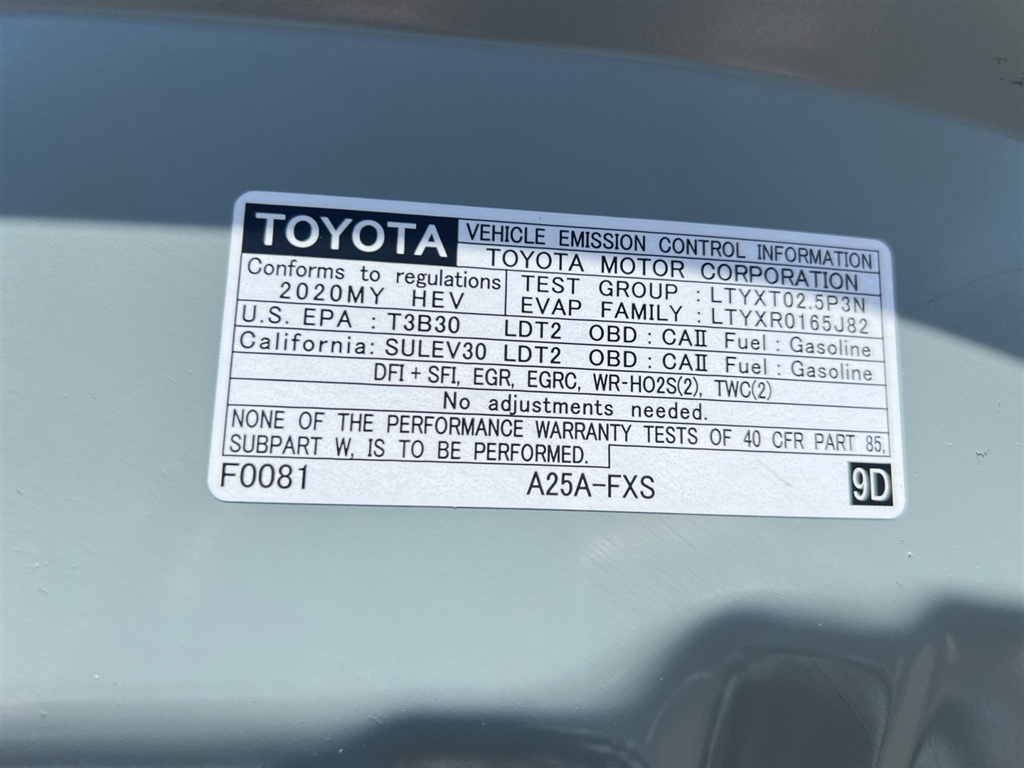 TOYOTA VEHICLE EMISSION CONTROL INFORMATION
TOYOTA MOTOR CORPORATION
Conforms to regulations
2020MY HEV
TEST GROUP : LTYXT02.5P3N
EVAP FAMILY : LTYXR0165J82
U.S. EPA : T3B30 LDT2 OBD : CAⅡ Fuel : Gasoline
California: SULEV30 LDT2 OBD : CAⅡ Fuel : Gasoline
DFI + SFI, EGR, EGRC, WR-HO2S(2), TWC(2)
No adjustments needed.
NONE OF THE PERFORMANCE WARRANTY TESTS OF 40 CFR PART 85,
SUBPART W, IS TO BE PERFORMED.
F0081 A25A-FXS 9D